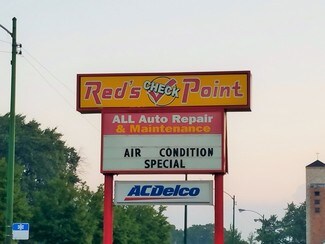 Red's CHECK Point
ALL Auto Repair
& Maintenance
AIR CONDITION
SPECIAL
ACDelco